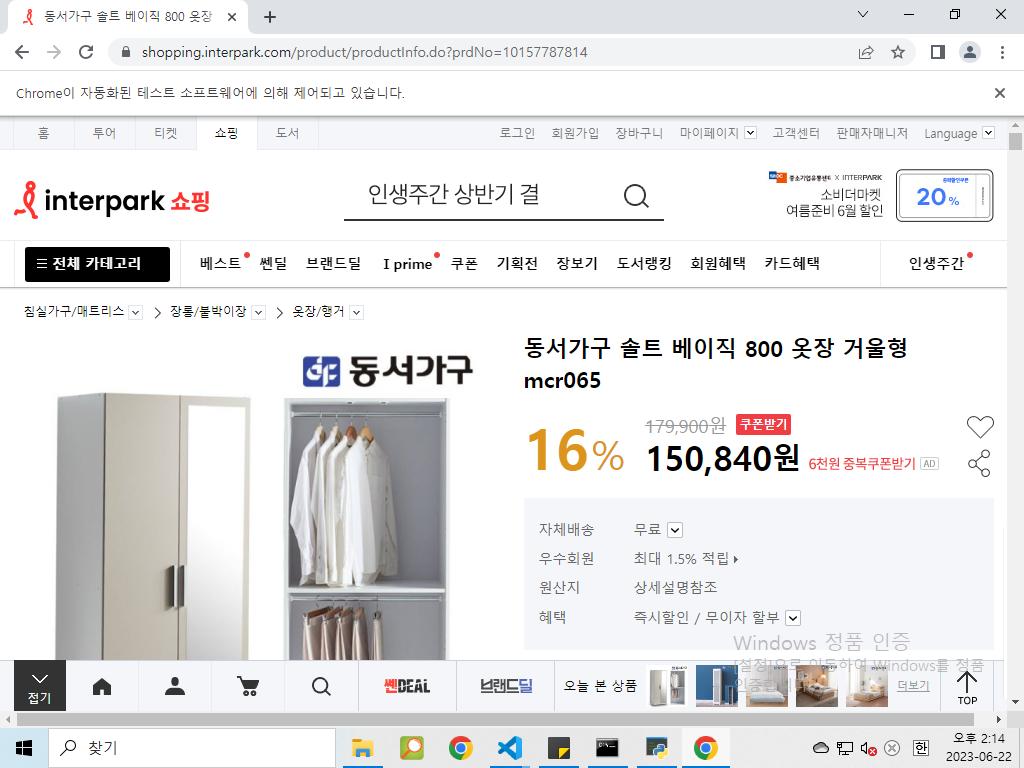 동서가구 솔트 베이직 800 옷장
shopping.interpark.com/product/productInfo.do?prdNo=10157787814
Chrome이 자동화된 테스트 소프트웨어에 의해 제어되고 있습니다.
홈 투어 티켓 쇼핑 도서 로그인 회원가입 장바구니 마이페이지 고객센터 판매자매니저 Language
interpark 쇼핑
인생주간 상반기 결
중소기업유통센터 X INTERPARK
소비더마켓
여름준비 6월 할인
중복할인쿠폰
20%
전체 카테고리 베스트 쎈딜 브랜드딜 I prime 쿠폰 기획전 장보기 도서랭킹 회원혜택 카드혜택 인생주간
침실가구/매트리스 장롱/붙박이장 옷장/행거
동서가구
동서가구 솔트 베이직 800 옷장 거울형
mcr065
16%
179,900원 쿠폰받기
150,840원 6천원 중복쿠폰받기 AD
자체배송 무료
우수회원 최대 1.5% 적립
원산지 상세설명참조
혜택 즉시할인 / 무이자 할부
Windows 정품 인증
[설정]으로 이동하여 Windows를 정품
인증합니다
접기
쎈DEAL
브랜드딜
오늘 본 상품
더보기
TOP
찾기
한
오후 2:14
2023-06-22